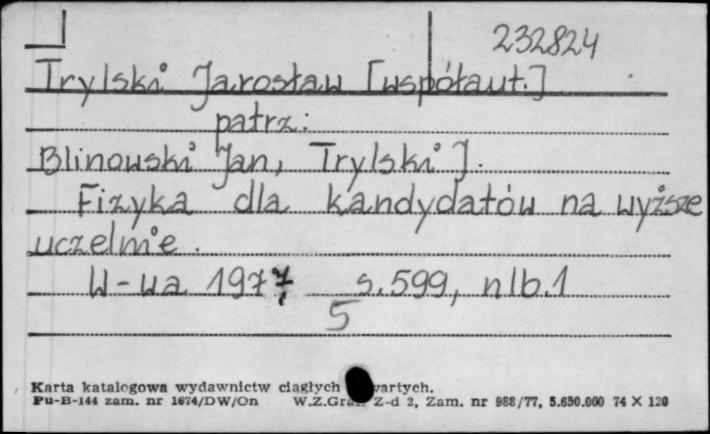 232824
Trylski Jarosław [współaut.]
patrz:
Blinowski Jan, Trylski J.
Fizyka dla kandydatów na wyższe
uczelnie.
W-wa 1977 s. 599, nlb. 1
5
Karta katalogowa wydawnictw ciągłych zwartych.
Pu-B-144 zam. nr 1674/DW/On W.Z.Graf. Z-d 2, Zam. nr 988/77, 5.650.000 74 X 120